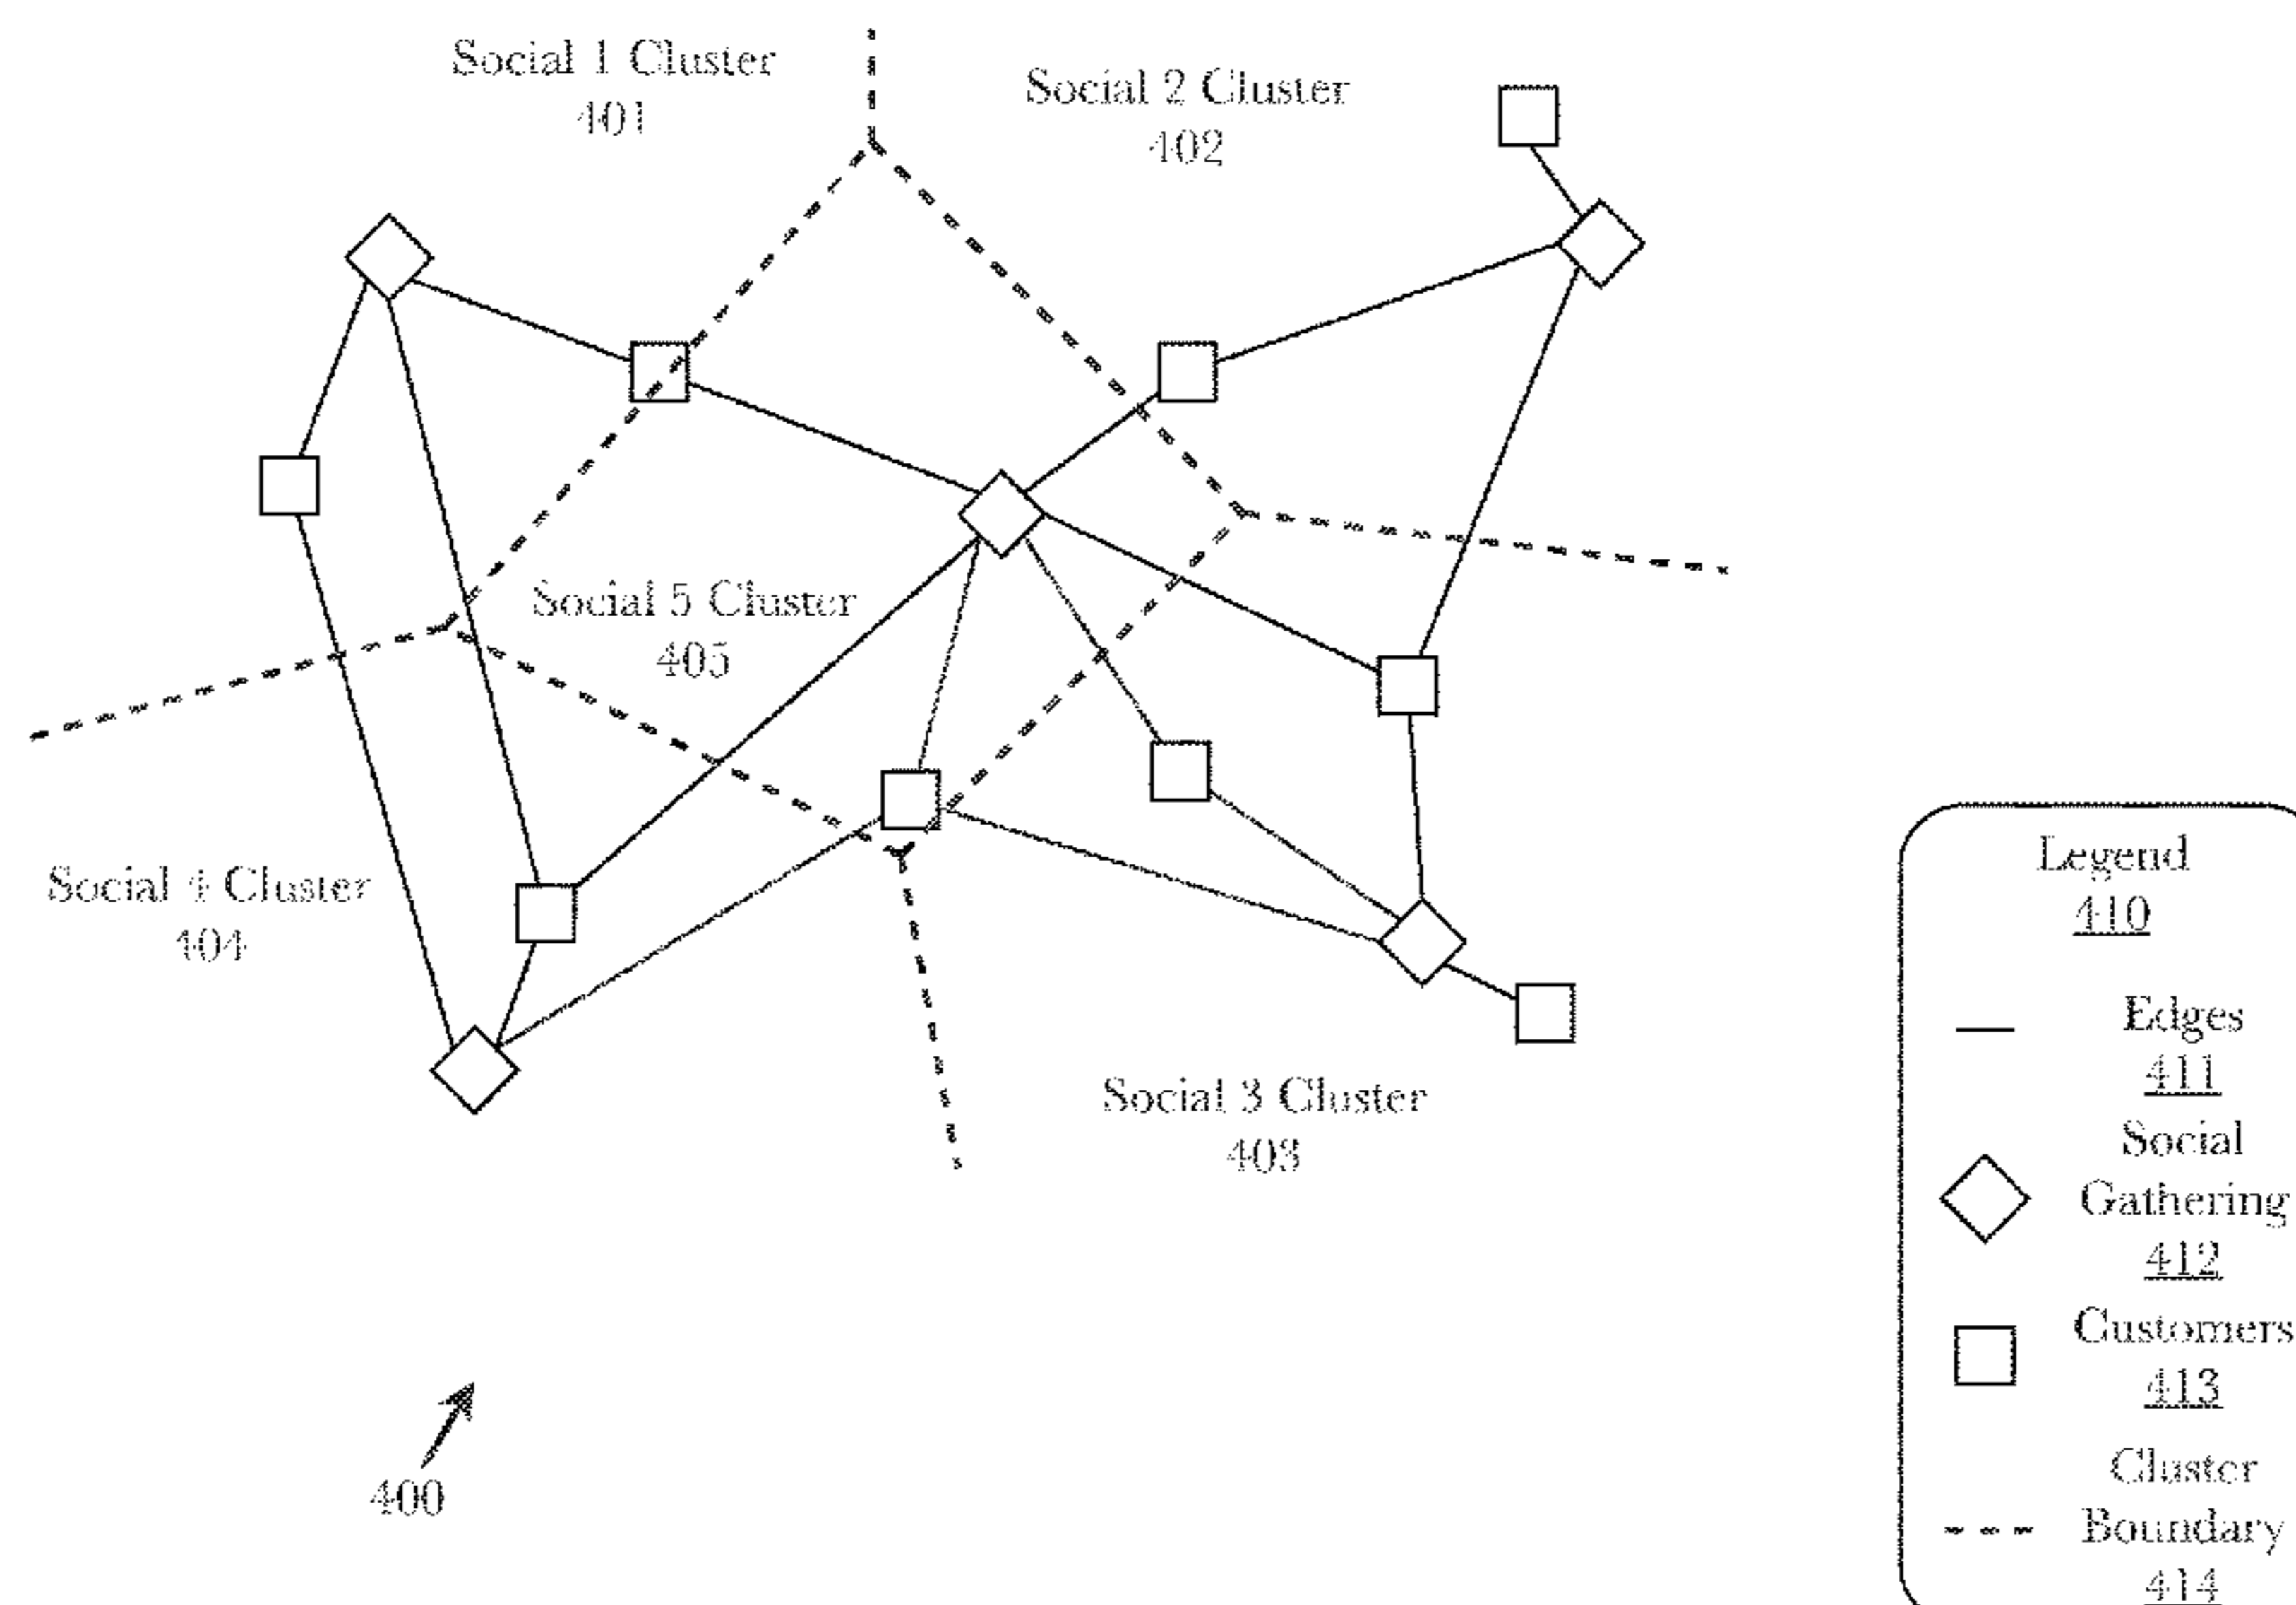 Social 1 Cluster
401
Social 2 Cluster
402
Social 5 Cluster
405
Social 4 Cluster
404
Social 3 Cluster
403
400
Legend
410
Edges
411
Social
Gathering
412
Customers
413
Cluster
Boundary
414